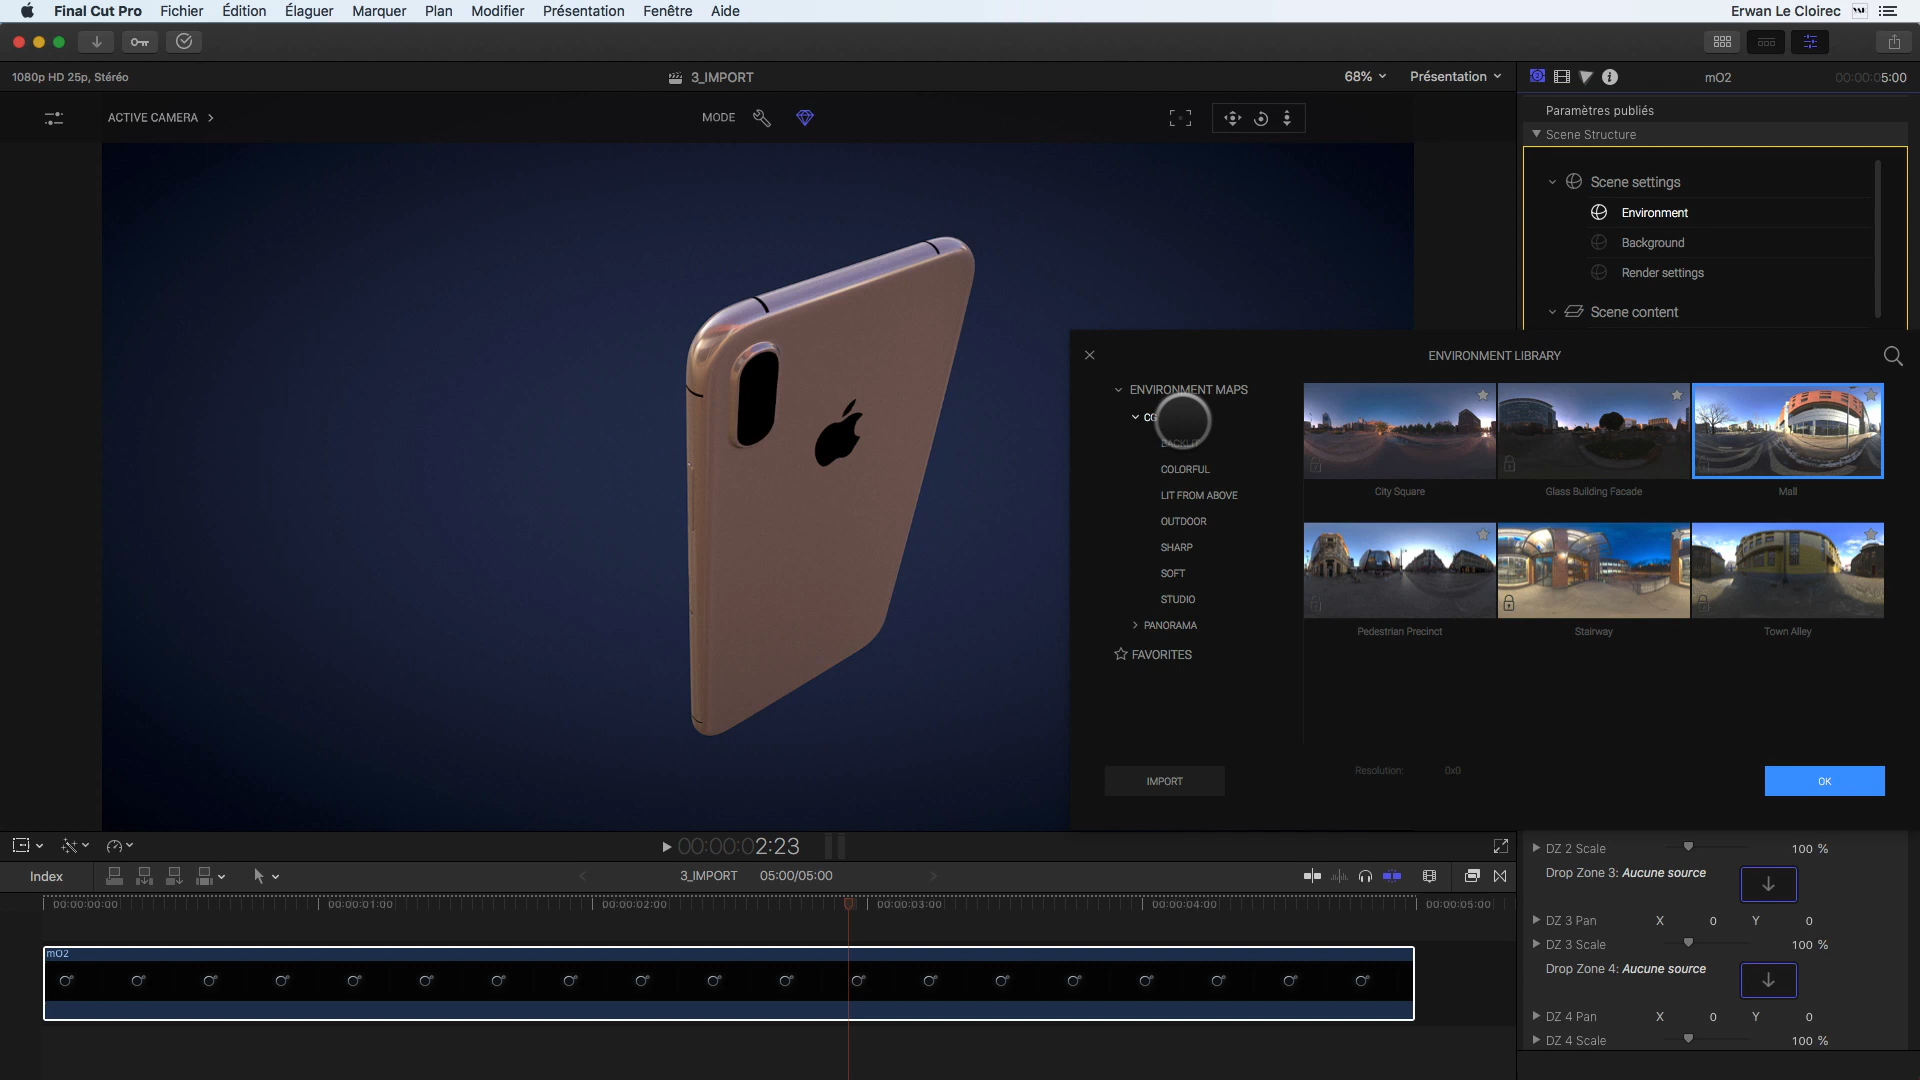 Final Cut Pro Fichier Édition Élaguer Marquer Plan Modifier Présentation Fenêtre Aide Erwan Le Cloirec
1080p HD 25p, Stéréo 3_IMPORT 68% Présentation mO2 00:00:05:00
ACTIVE CAMERA MODE
Paramètres publiés
Scene Structure
Scene settings
Environment
Background
Render settings
Scene content
ENVIRONMENT LIBRARY
ENVIRONMENT MAPS
CG
BACKLIT
COLORFUL
LIT FROM ABOVE
OUTDOOR
SHARP
SOFT
STUDIO
PANORAMA
FAVORITES
City Square Glass Building Facade Mall
Pedestrian Precinct Stairway Town Alley
IMPORT Resolution: 0x0 OK
00:00:02:23
Index 3_IMPORT 05:00/05:00
00:00:00:00 00:00:01:00 00:00:02:00 00:00:03:00 00:00:04:00 00:00:05:00
mO2
DZ 2 Scale 100 %
Drop Zone 3: Aucune source
DZ 3 Pan X 0 Y 0
DZ 3 Scale 100 %
Drop Zone 4: Aucune source
DZ 4 Pan X 0 Y 0
DZ 4 Scale 100 %